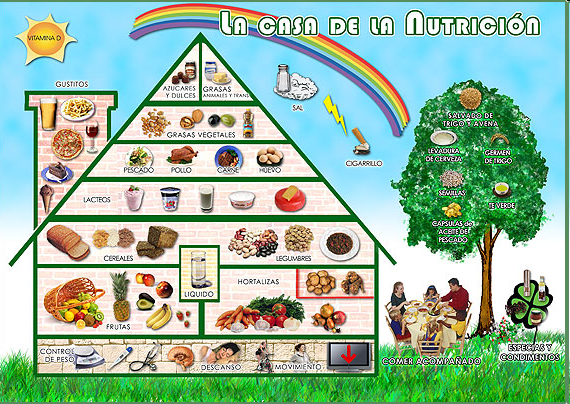 LA CASA DE LA NUTRICIÓN
VITAMINA D
GUSTITOS
AZUCARES
Y DULCES
GRASAS
ANIMALES Y TRANS
SAL
CIGARRILLO
GRASAS VEGETALES
PESCADO
POLLO
CARNE
HUEVO
LACTEOS
CEREALES
LEGUMBRES
LIQUIDO
HORTALIZAS
FRUTAS
CONTROL
DE PESO
DESCANSO
MOVIMIENTO
SALVADO DE
TRIGO Y AVENA
LEVADURA
DE CERVEZA
GERMEN
DE TRIGO
SEMILLAS
TE VERDE
CAPSULAS de
ACEITE DE
PESCADO
COMER ACOMPAÑADO
ESPECIAS Y
CONDIMENTOS